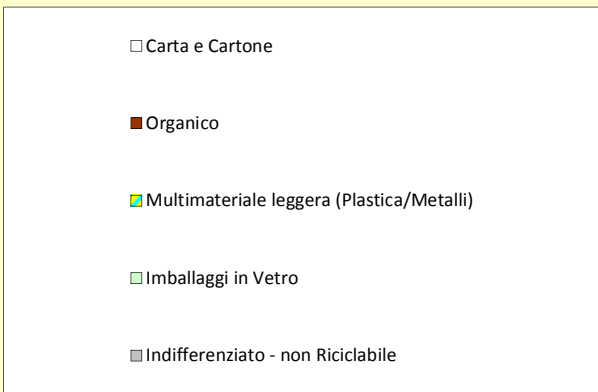 Carta e Cartone
Organico
Multimateriale leggera (Plastica/Metalli)
Imballaggi in Vetro
Indifferenziato - non Riciclabile